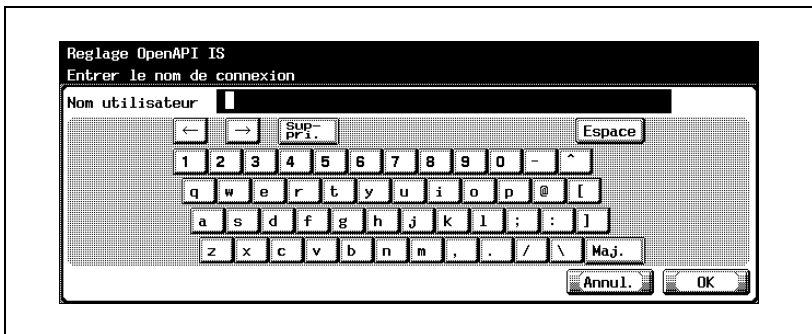 Reglage OpenAPI IS
Entrer le nom de connexion
Nom utilisateur
← → Sup-
pri. Espace
1 2 3 4 5 6 7 8 9 0 - ^
q w e r t y u i o p @ [
a s d f g h j k l ; : ]
z x c v b n m , . / \ Maj.
Annul. OK